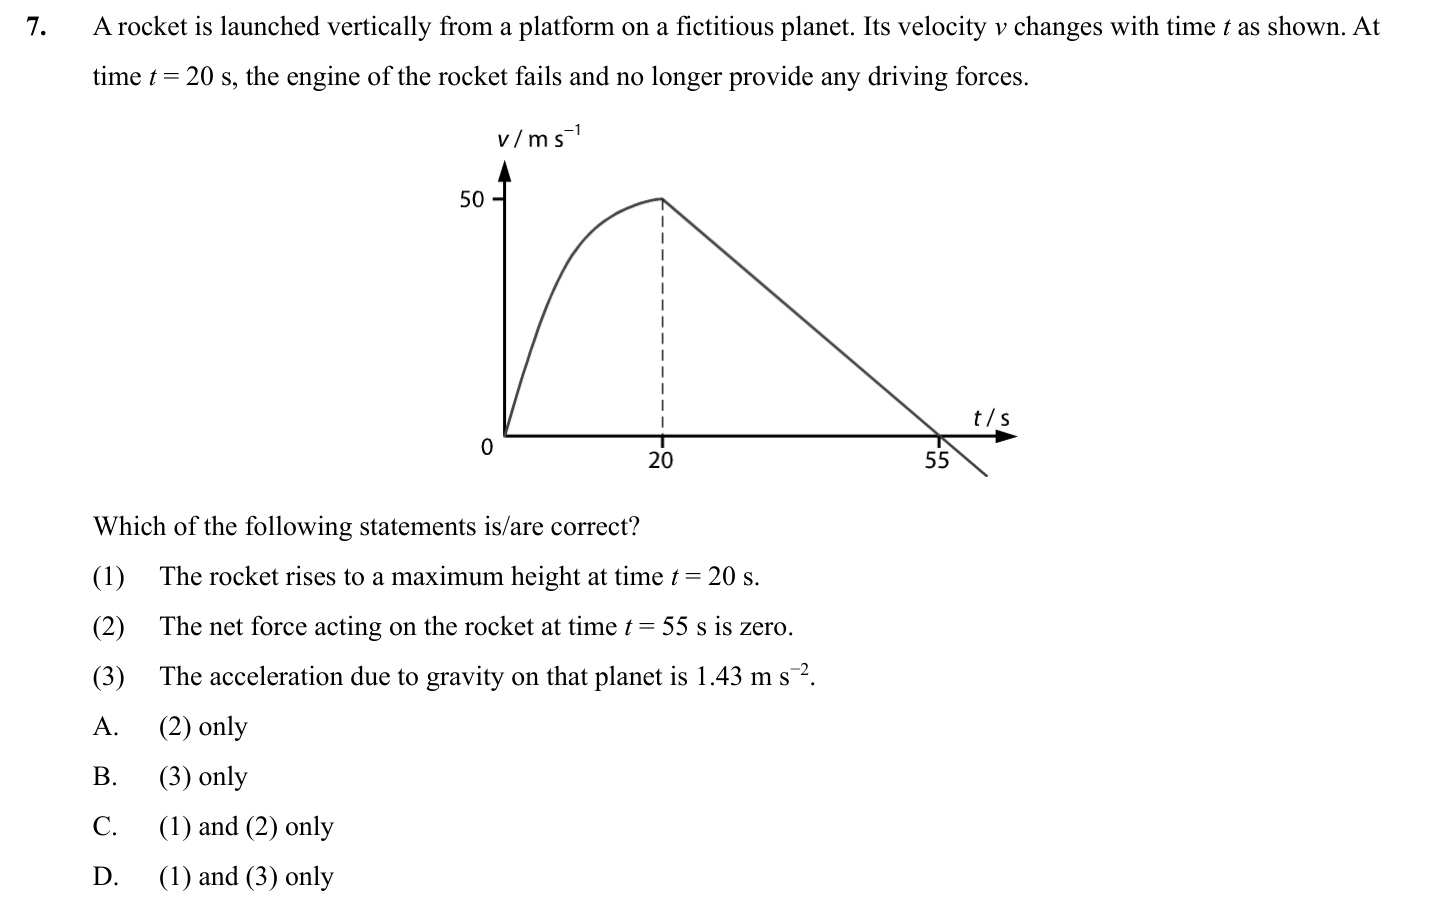 7. A rocket is launched vertically from a platform on a fictitious planet. Its velocity v changes with time t as shown. At
time t = 20 s, the engine of the rocket fails and no longer provide any driving forces.
v / m s⁻¹
50
t / s
0
20
55
Which of the following statements is/are correct?
(1) The rocket rises to a maximum height at time t = 20 s.
(2) The net force acting on the rocket at time t = 55 s is zero.
(3) The acceleration due to gravity on that planet is 1.43 m s⁻².
A. (2) only
B. (3) only
C. (1) and (2) only
D. (1) and (3) only